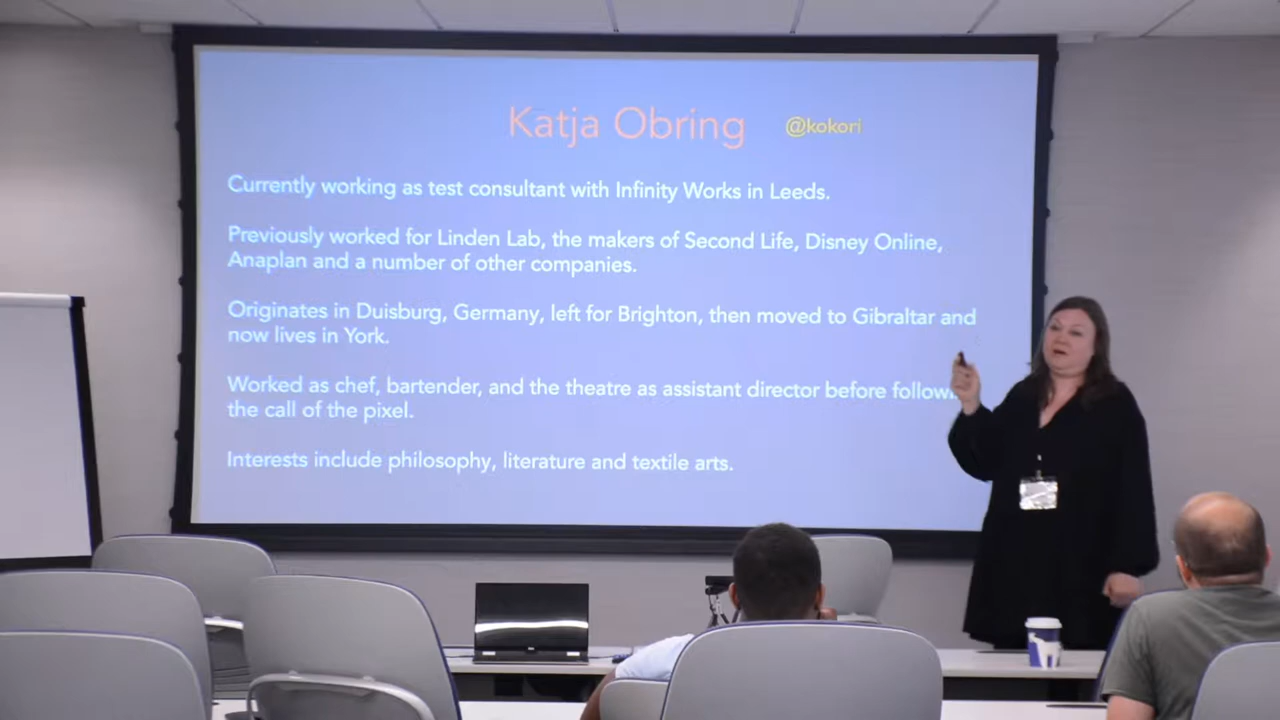 Katja Obring @kokori
Currently working as test consultant with Infinity Works in Leeds.
Previously worked for Linden Lab, the makers of Second Life, Disney Online,
Anaplan and a number of other companies.
Originates in Duisburg, Germany, left for Brighton, then moved to Gibraltar and
now lives in York.
Worked as chef, bartender, and the theatre as assistant director before
the call of the pixel.
Interests include philosophy, literature and textile arts.